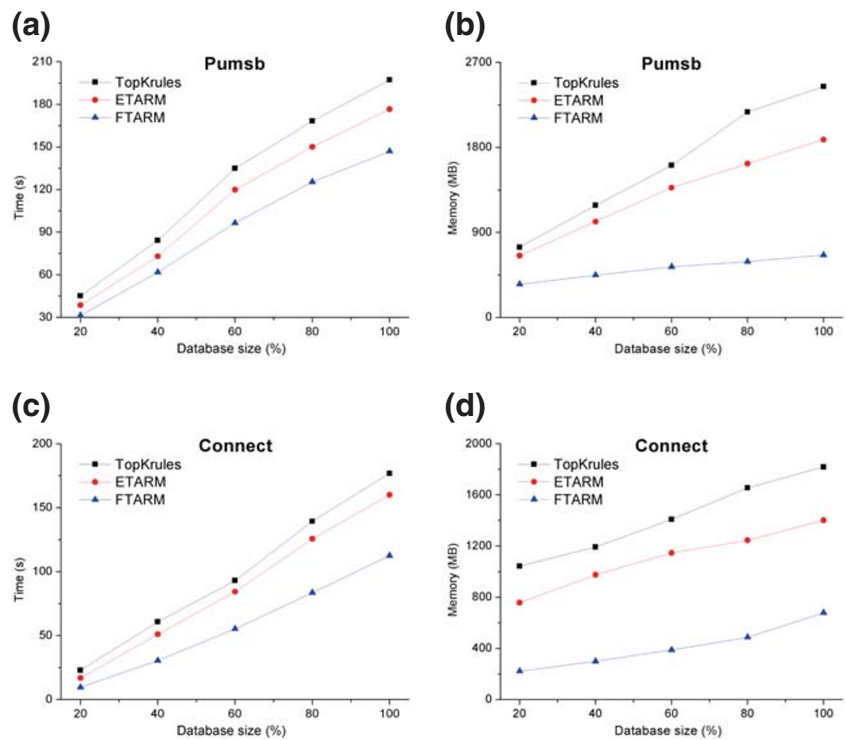 (a)
Pumsb
TopKrules
ETARM
FTARM
210
180
150
120
90
60
30
Time (s)
20 40 60 80 100
Database size (%)
(b)
Pumsb
TopKrules
ETARM
FTARM
2700
1800
900
0
Memory (MB)
20 40 60 80 100
Database size (%)
(c)
Connect
TopKrules
ETARM
FTARM
200
150
100
50
0
Time (s)
20 40 60 80 100
Database size (%)
(d)
Connect
TopKrules
ETARM
FTARM
2000
1600
1200
800
400
0
Memory (MB)
20 40 60 80 100
Database size (%)